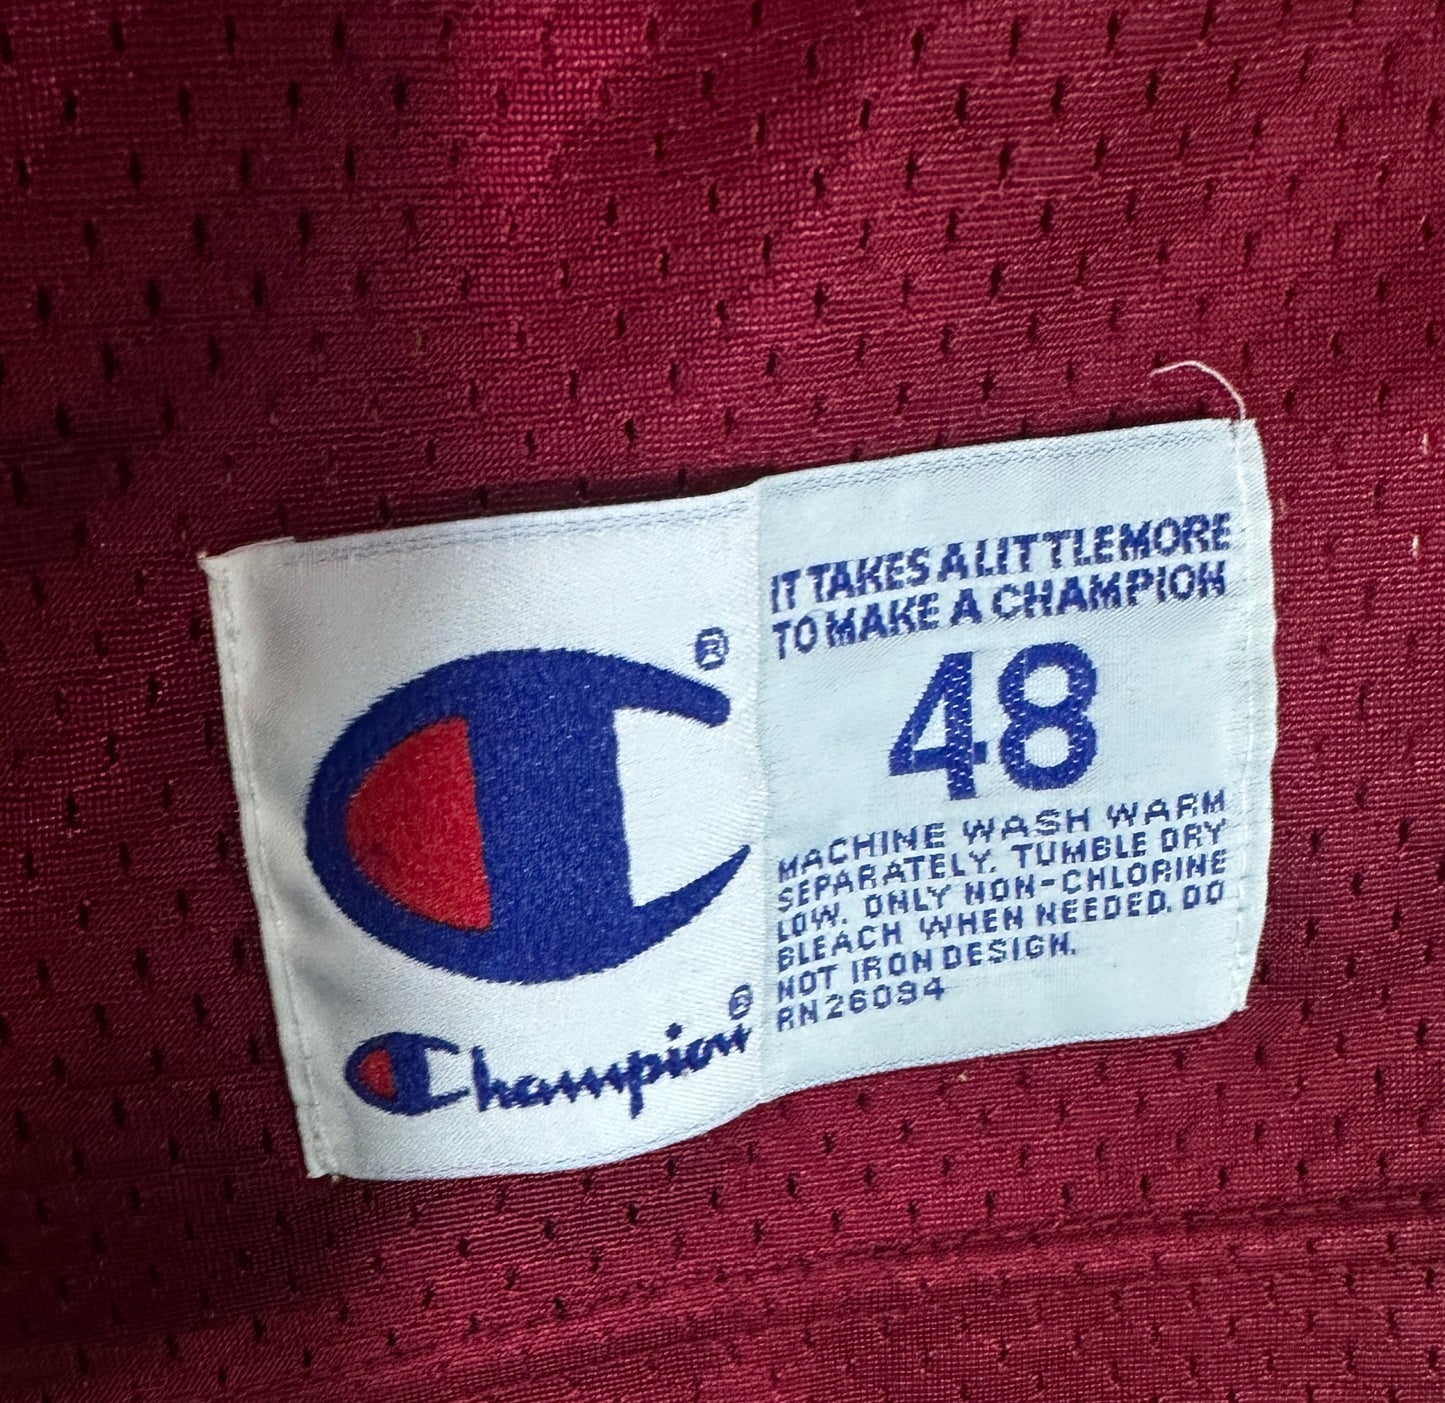 ®
Champion®
IT TAKES A LITTLE MORE
TO MAKE A CHAMPION
48
MACHINE WASH WARM
SEPARATELY. TUMBLE DRY
LOW. ONLY NON-CHLORINE
BLEACH WHEN NEEDED. DO
NOT IRON DESIGN.
RN26094